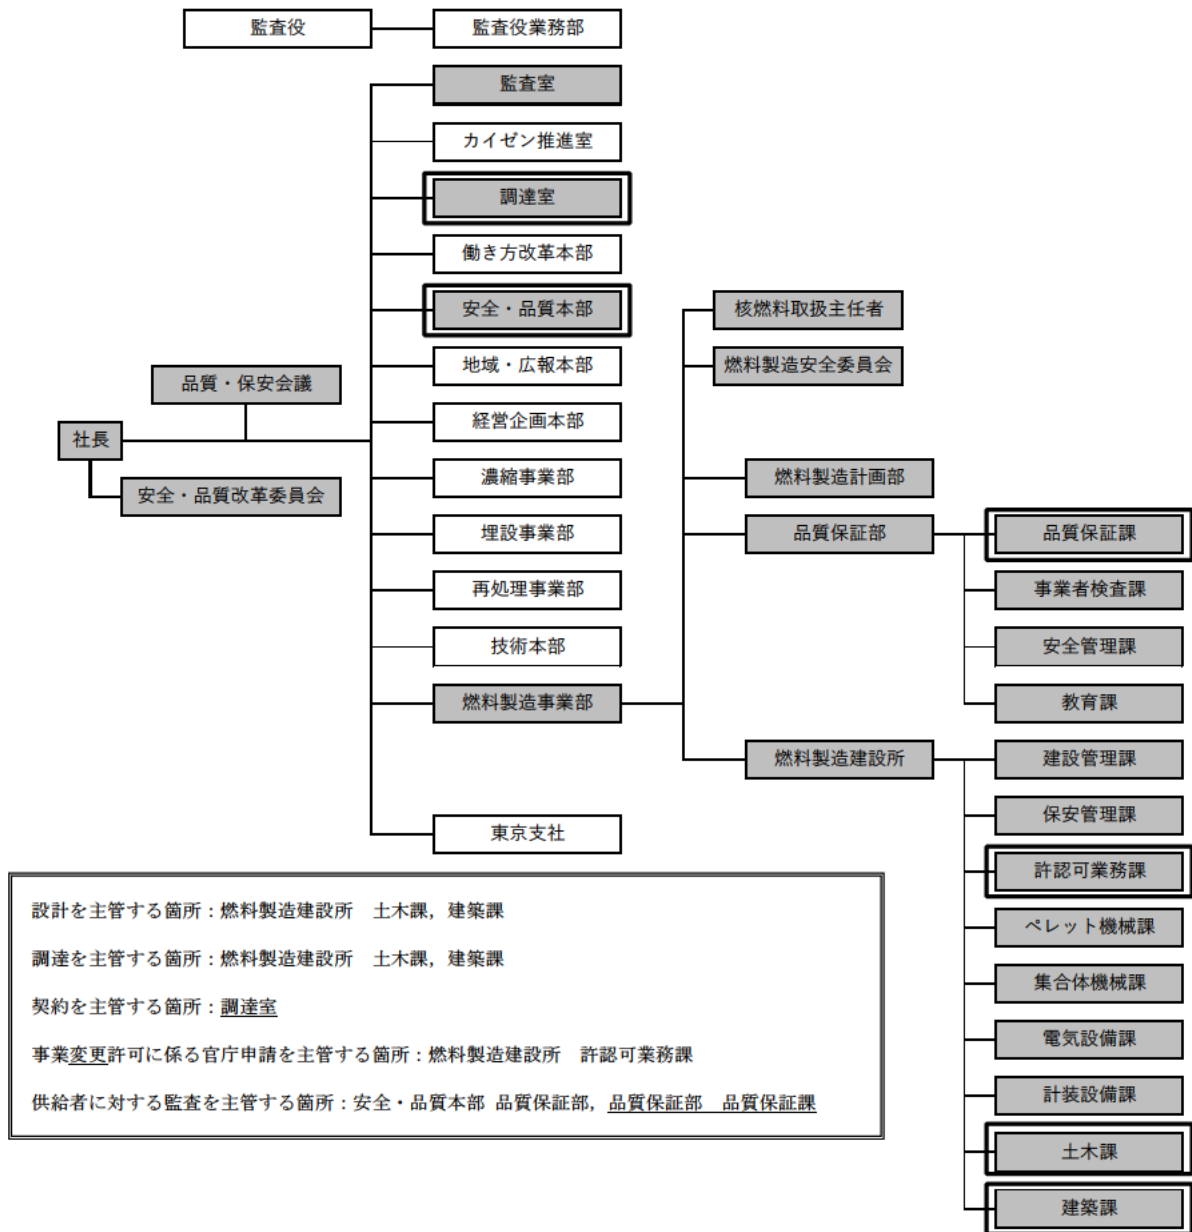 監査役
監査役業務部
監査室
カイゼン推進室
調達室
働き方改革本部
安全・品質本部
地域・広報本部
経営企画本部
濃縮事業部
埋設事業部
再処理事業部
技術本部
燃料製造事業部
東京支社
品質・保安会議
社長
安全・品質改革委員会
核燃料取扱主任者
燃料製造安全委員会
燃料製造計画部
品質保証部
燃料製造建設所
品質保証課
事業者検査課
安全管理課
教育課
建設管理課
保安管理課
許認可業務課
ペレット機械課
集合体機械課
電気設備課
計装設備課
土木課
建築課
設計を主管する箇所：燃料製造建設所　土木課，建築課
調達を主管する箇所：燃料製造建設所　土木課，建築課
契約を主管する箇所：調達室
事業変更許可に係る官庁申請を主管する箇所：燃料製造建設所　許認可業務課
供給者に対する監査を主管する箇所：安全・品質本部 品質保証部，品質保証部　品質保証課